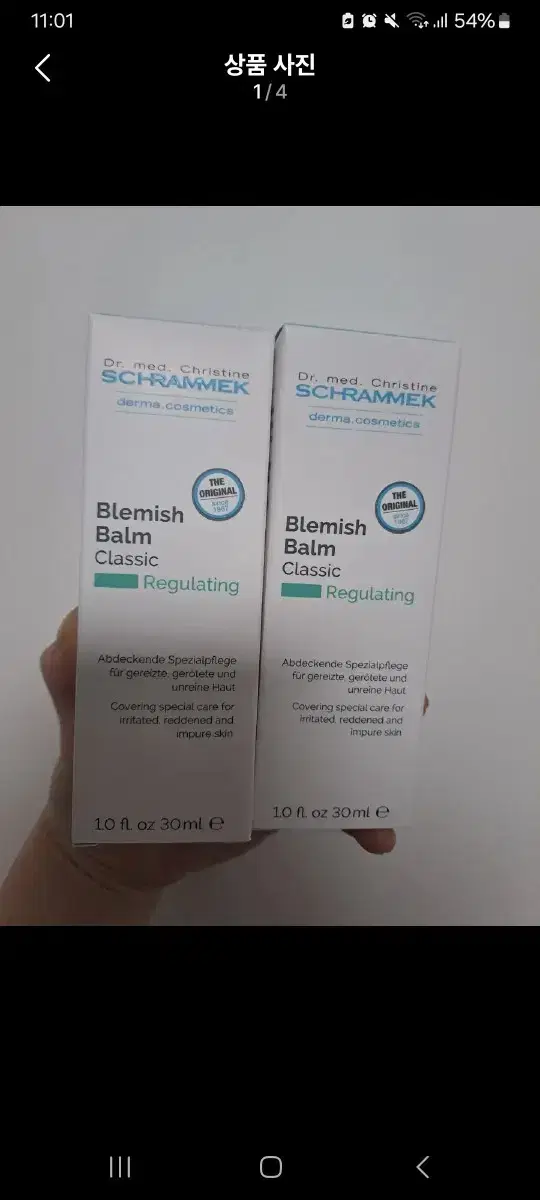 11:01
54%
상품 사진
1/4
Dr. med. Christine
SCHRAMMEK
derma.cosmetics
THE
ORIGINAL
since
1967
Blemish
Balm
Classic
Regulating
Abdeckende Spezialpflege
für gereizte, gerötete und
unreine Haut
Covering special care for
irritated, reddened and
impure skin
1.0 fl. oz 30ml ℮
Dr. med. Christine
SCHRAMMEK
derma.cosmetics
THE
ORIGINAL
since
1967
Blemish
Balm
Classic
Regulating
Abdeckende Spezialpflege
für gereizte, gerötete und
unreine Haut
Covering special care for
irritated, reddened and
impure skin
1.0 fl. oz 30ml ℮